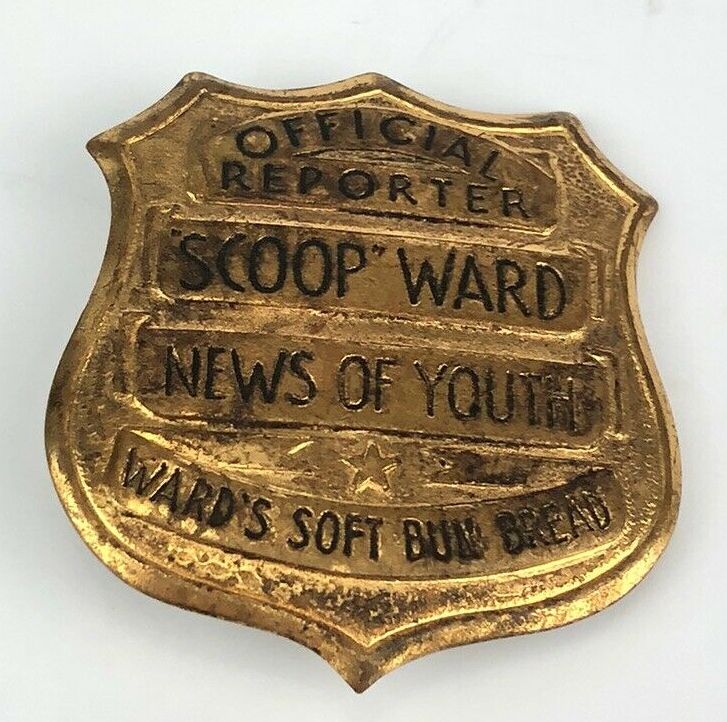 OFFICIAL
REPORTER
"SCOOP" WARD
NEWS OF YOUTH
WARD'S SOFT BUN BREAD